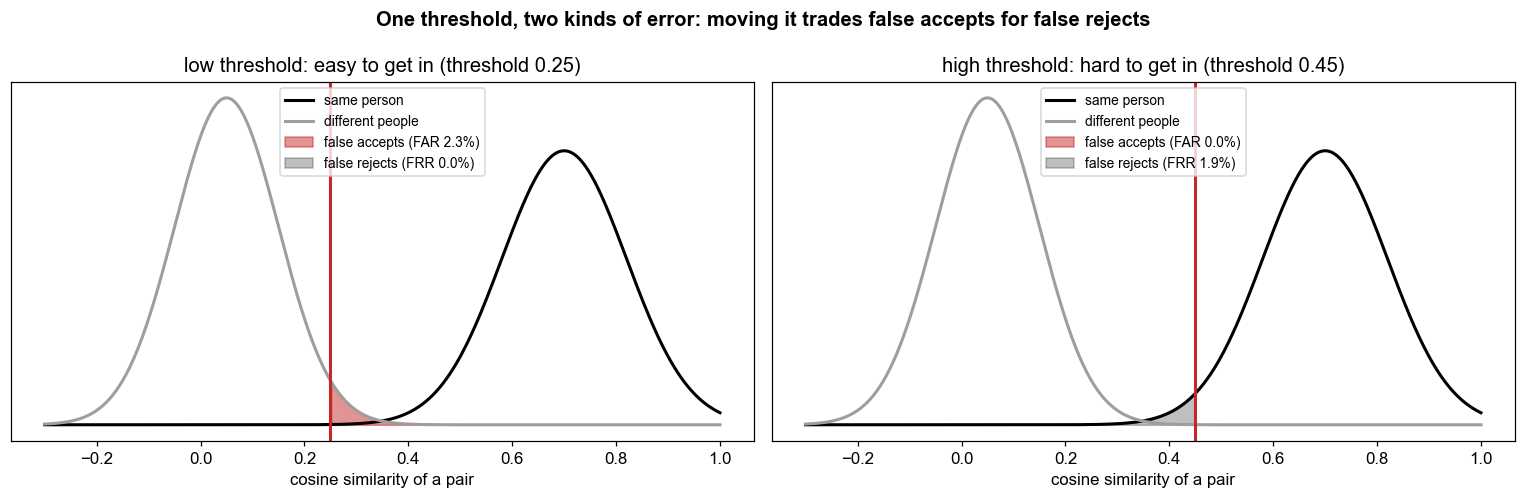 One threshold, two kinds of error: moving it trades false accepts for false rejects
low threshold: easy to get in (threshold 0.25)
same person
different people
false accepts (FAR 2.3%)
false rejects (FRR 0.0%)
−0.2 0.0 0.2 0.4 0.6 0.8 1.0
cosine similarity of a pair
high threshold: hard to get in (threshold 0.45)
same person
different people
false accepts (FAR 0.0%)
false rejects (FRR 1.9%)
−0.2 0.0 0.2 0.4 0.6 0.8 1.0
cosine similarity of a pair